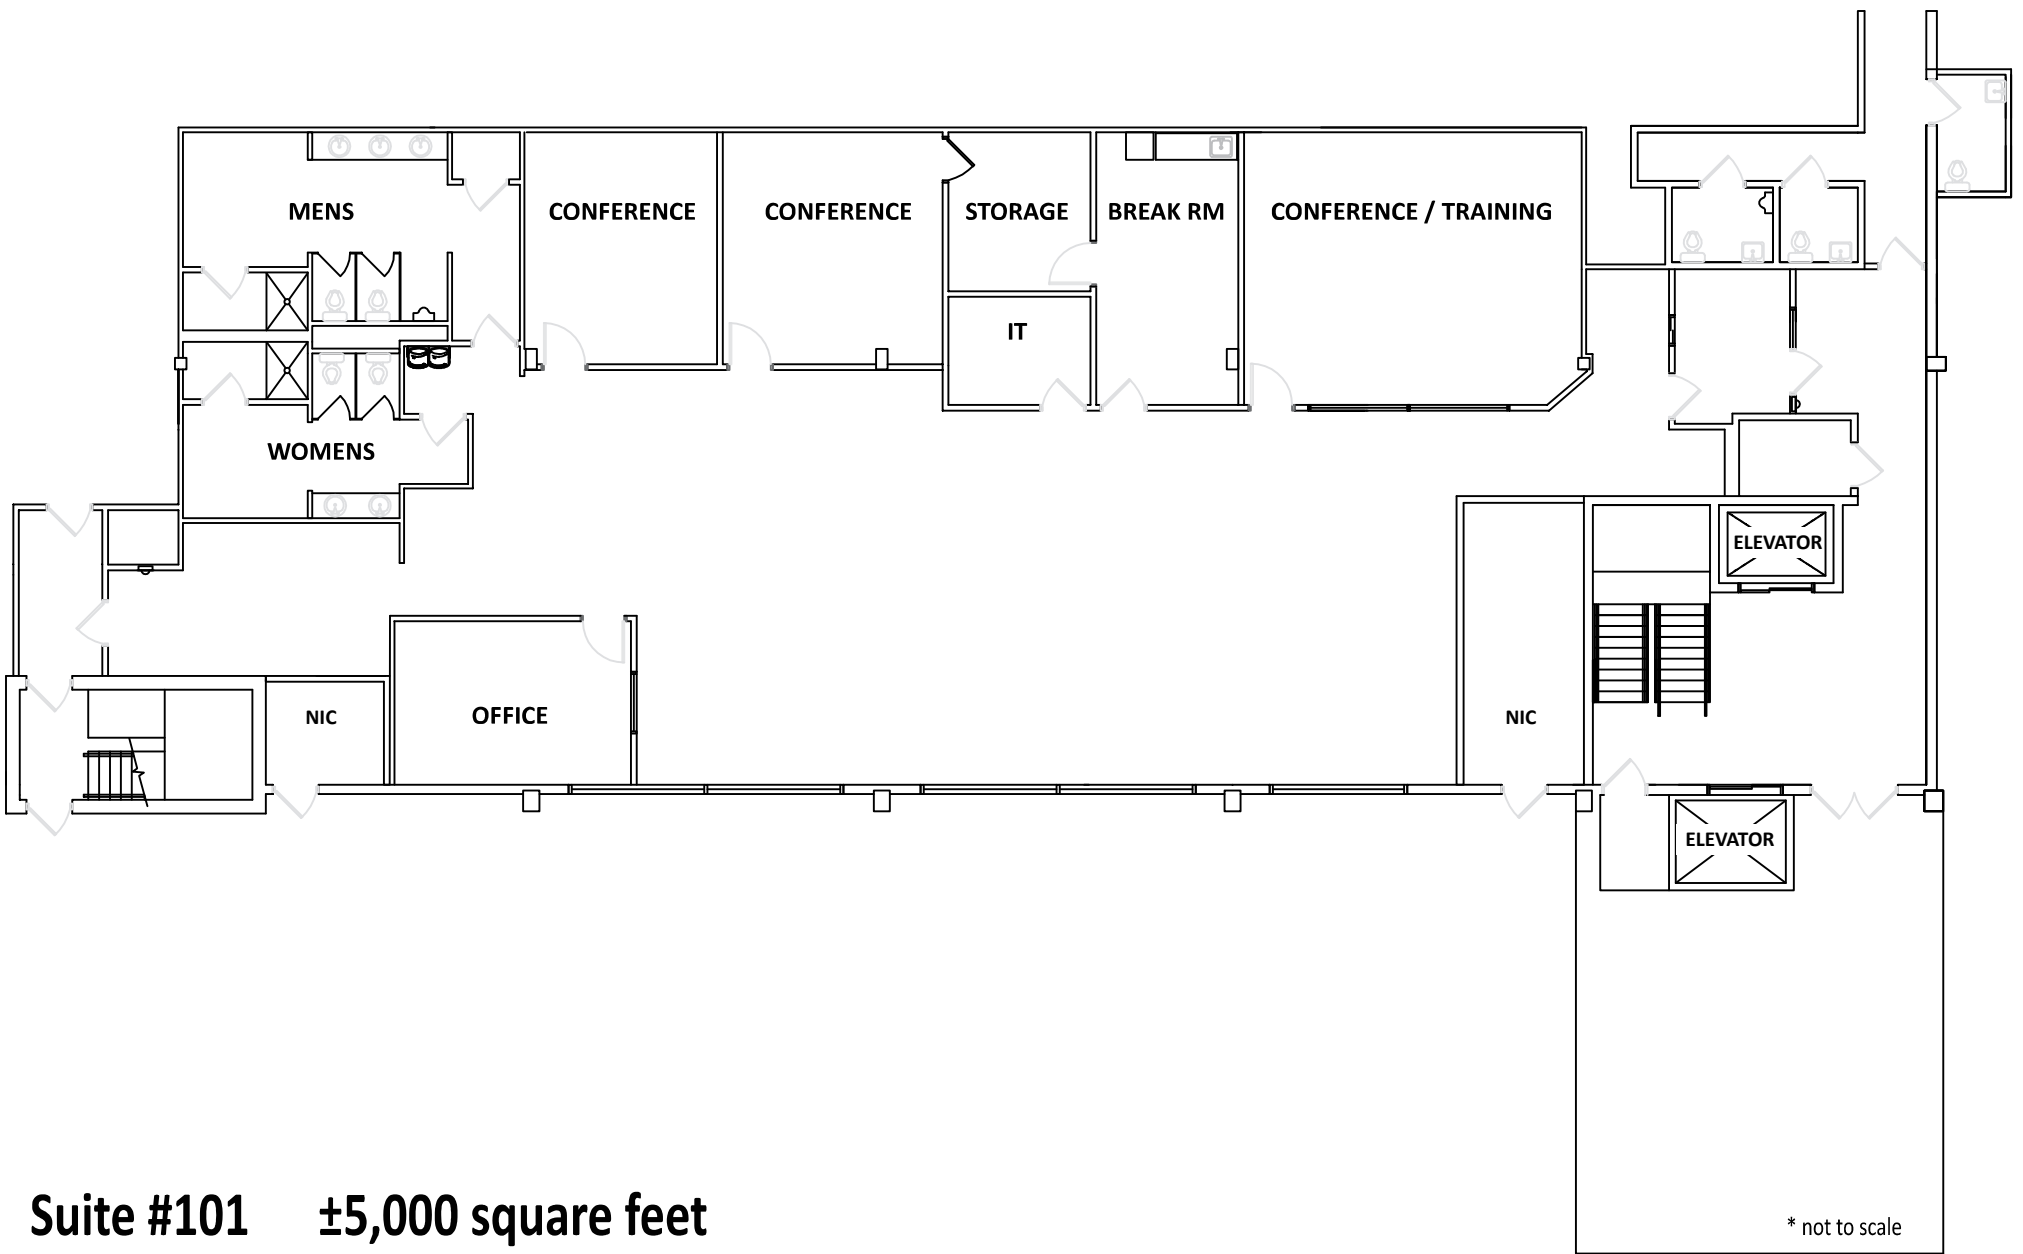 MENS
CONFERENCE
CONFERENCE
STORAGE
BREAK RM
CONFERENCE / TRAINING
IT
WOMENS
ELEVATOR
OFFICE
NIC
NIC
ELEVATOR
Suite #101 ±5,000 square feet
* not to scale